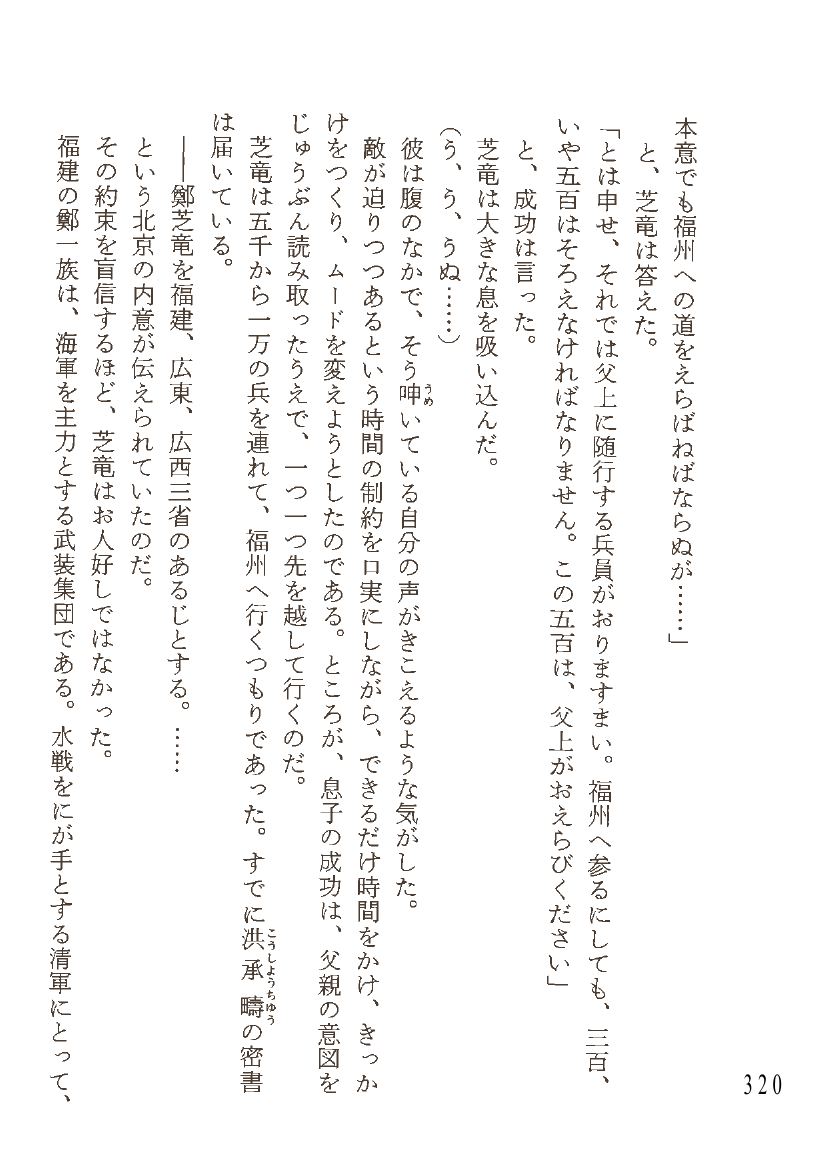 本意でも福州への道をえらばねばならぬが……」
と、芝竜は答えた。
「とは申せ、それでは父上に随行する兵員がおりますまい。福州へ参るにしても、三百、
いや五百はそろえなければなりません。この五百は、父上がおえらびください」
と、成功は言った。
芝竜は大きな息を吸い込んだ。
(う、う、うぬ……)
彼は腹のなかで、そう呻いている自分の声がきこえるような気がした。
うめ
敵が迫りつつあるという時間の制約を口実にしながら、できるだけ時間をかけ、きっか
けをつくり、ムードを変えようとしたのである。ところが、息子の成功は、父親の意図を
じゅうぶん読み取ったうえで、一つ一つ先を越して行くのだ。
芝竜は五千から一万の兵を連れて、福州へ行くつもりであった。すでに洪承疇の密書
こうしょうちゅう
は届いている。
――鄭芝竜を福建、広東、広西三省のあるじとする。……
という北京の内意が伝えられていたのだ。
その約束を盲信するほど、芝竜はお人好しではなかった。
福建の鄭一族は、海軍を主力とする武装集団である。水戦をにが手とする清軍にとって、
320